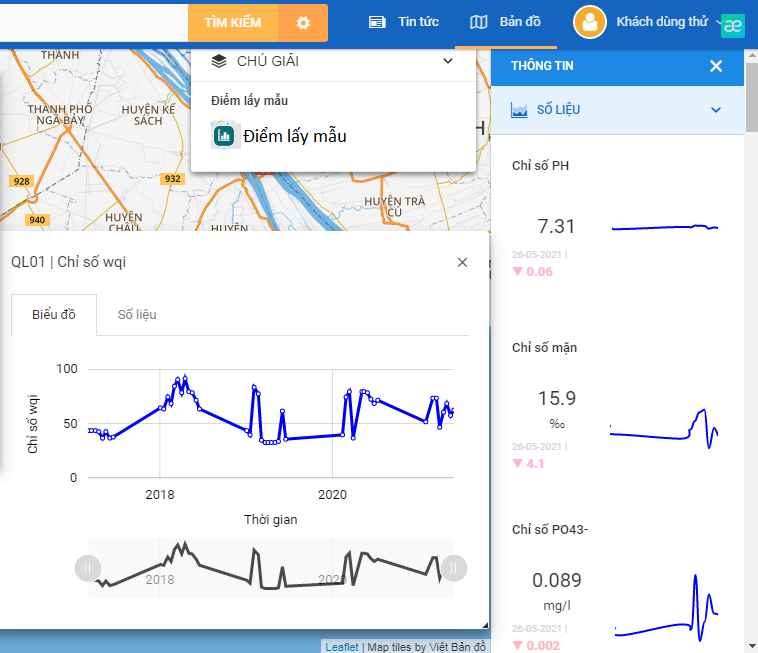 TÌM KIẾM
Tin tức
Bản đồ
Khách dùng thử
æ
THÀNH
THÀNH PHỐ
NGÃ BẢY
HUYỆN KẾ
SÁCH
928
932
940
HUYỆN
CHÂU
HUYỆN
HUYỆN TRÀ
CÚ
H
CHÚ GIẢI
Điểm lấy mẫu
Điểm lấy mẫu
THÔNG TIN
SỐ LIỆU
Chỉ số PH
7.31
26-05-2021 |
▼ 0.06
Chỉ số mặn
15.9
‰
26-05-2021 |
▼ 4.1
Chỉ số PO43-
0.089
mg/l
26-05-2021 |
▼ 0.002
QL01 | Chỉ số wqi
Biểu đồ
Số liệu
Chỉ số wqi
100
50
0
2018
2020
Thời gian
2018
2020
Leaflet | Map tiles by Việt Bản đồ